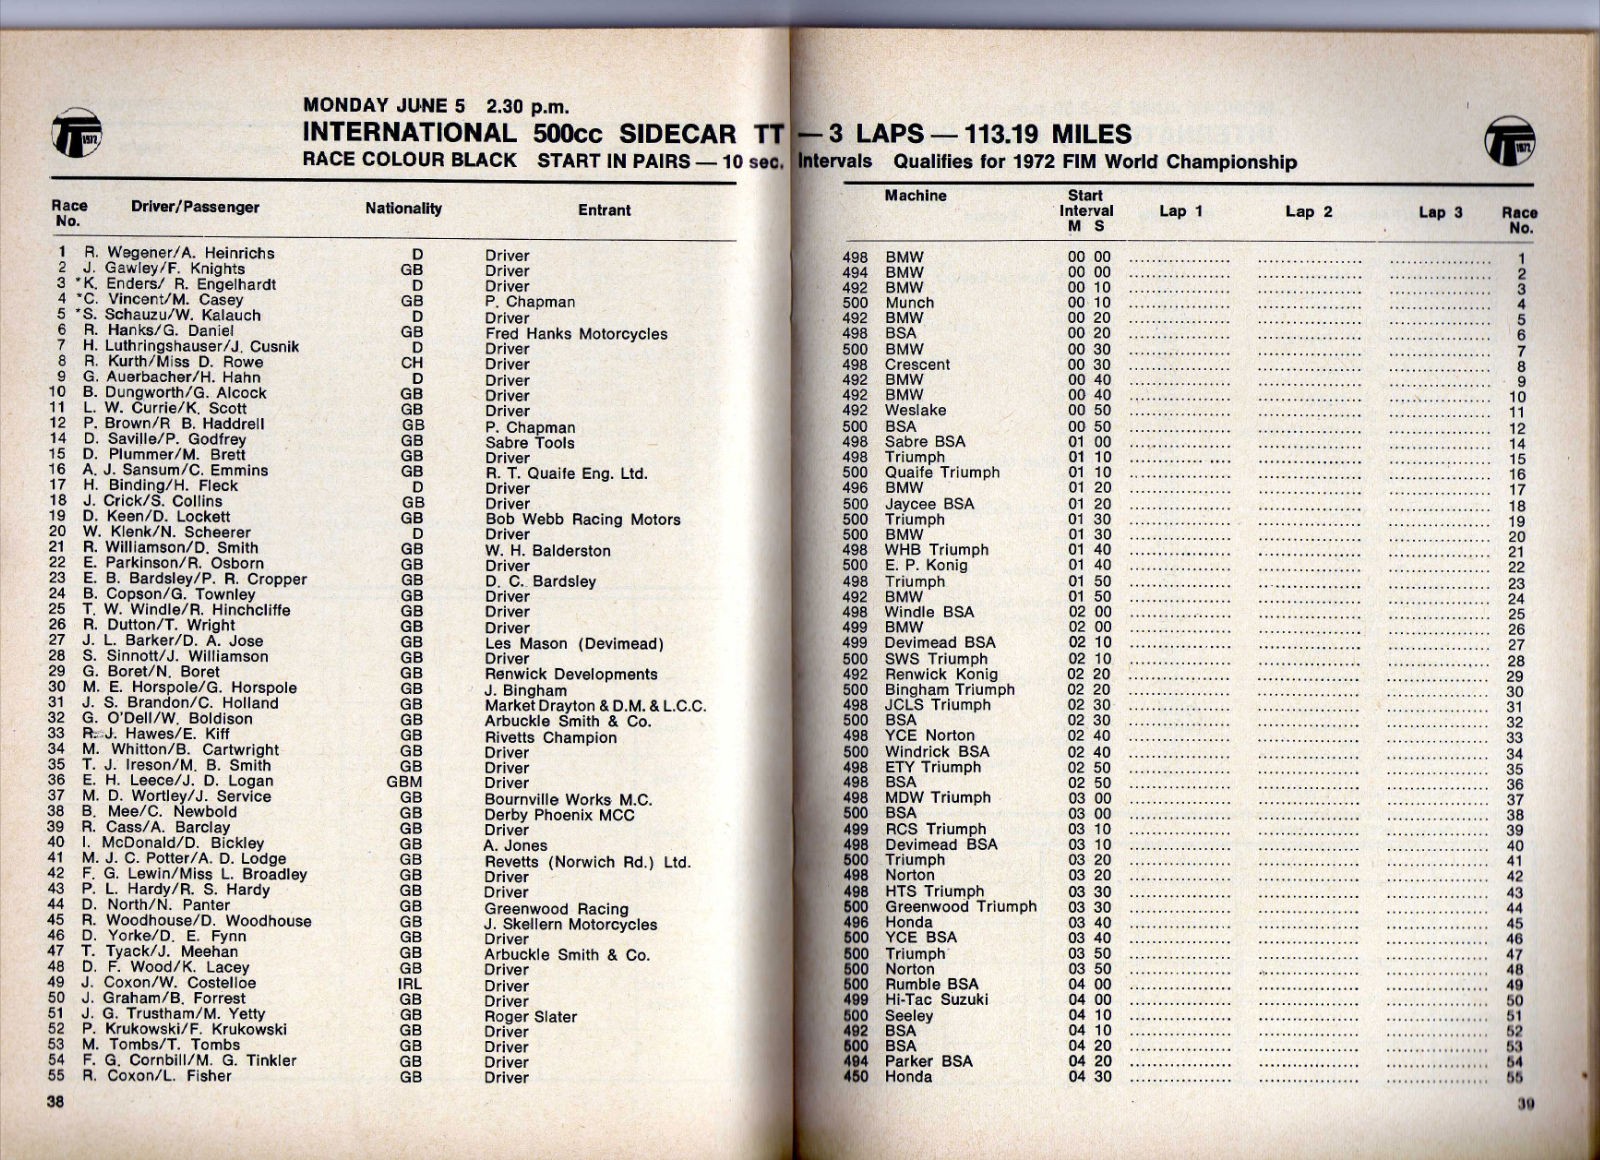 MONDAY JUNE 5 2.30 p.m.
INTERNATIONAL 500cc SIDECAR TT — 3 LAPS — 113.19 MILES
RACE COLOUR BLACK START IN PAIRS — 10 sec. Intervals Qualifies for 1972 FIM World Championship
TT 1972
TT 1972
Race No. Driver/Passenger Nationality Entrant Machine Start Interval M S Lap 1 Lap 2 Lap 3 Race No.
1 R. Wegener/A. Heinrichs D Driver 498 BMW 00 00 1
2 J. Gawley/F. Knights GB Driver 494 BMW 00 00 2
3 *K. Enders/ R. Engelhardt D Driver 492 BMW 00 10 3
4 *C. Vincent/M. Casey GB P. Chapman 500 Munch 00 10 4
5 *S. Schauzu/W. Kalauch D Driver 492 BMW 00 20 5
6 R. Hanks/G. Daniel GB Fred Hanks Motorcycles 498 BSA 00 20 6
7 H. Luthringshauser/J. Cusnik D Driver 500 BMW 00 30 7
8 R. Kurth/Miss D. Rowe CH Driver 498 Crescent 00 30 8
9 G. Auerbacher/H. Hahn D Driver 492 BMW 00 40 9
10 B. Dungworth/G. Alcock GB Driver 492 BMW 00 40 10
11 L. W. Currie/K. Scott GB Driver 492 Weslake 00 50 11
12 P. Brown/R B. Haddrell GB P. Chapman 500 BSA 00 50 12
14 D. Saville/P. Godfrey GB Sabre Tools 498 Sabre BSA 01 00 14
15 D. Plummer/M. Brett GB Driver 498 Triumph 01 10 15
16 A. J. Sansum/C. Emmins GB R. T. Quaife Eng. Ltd. 500 Quaife Triumph 01 10 16
17 H. Binding/H. Fleck D Driver 496 BMW 01 20 17
18 J. Crick/S. Collins GB Driver 500 Jaycee BSA 01 20 18
19 D. Keen/D. Lockett GB Bob Webb Racing Motors 500 Triumph 01 30 19
20 W. Klenk/N. Scheerer D Driver 500 BMW 01 30 20
21 R. Williamson/D. Smith GB W. H. Balderston 498 WHB Triumph 01 40 21
22 E. Parkinson/R. Osborn GB Driver 500 E. P. Konig 01 40 22
23 E. B. Bardsley/P. R. Cropper GB D. C. Bardsley 498 Triumph 01 50 23
24 B. Copson/G. Townley GB Driver 492 BMW 01 50 24
25 T. W. Windle/R. Hinchcliffe GB Driver 498 Windle BSA 02 00 25
26 R. Dutton/T. Wright GB Driver 499 BMW 02 00 26
27 J. L. Barker/D. A. Jose GB Les Mason (Devimead) 499 Devimead BSA 02 10 27
28 S. Sinnott/J. Williamson GB Driver 500 SWS Triumph 02 10 28
29 G. Boret/N. Boret GB Renwick Developments 492 Renwick Konig 02 20 29
30 M. E. Horspole/G. Horspole GB J. Bingham 500 Bingham Triumph 02 20 30
31 J. S. Brandon/C. Holland GB Market Drayton & D.M. & L.C.C. 498 JCLS Triumph 02 30 31
32 G. O'Dell/W. Boldison GB Arbuckle Smith & Co. 500 BSA 02 30 32
33 R. J. Hawes/E. Kiff GB Rivetts Champion 498 YCE Norton 02 40 33
34 M. Whitton/B. Cartwright GB Driver 500 Windrick BSA 02 40 34
35 T. J. Ireson/M. B. Smith GB Driver 498 ETY Triumph 02 50 35
36 E. H. Leece/J. D. Logan GBM Driver 498 BSA 02 50 36
37 M. D. Wortley/J. Service GB Bournville Works M.C. 498 MDW Triumph 03 00 37
38 B. Mee/C. Newbold GB Derby Phoenix MCC 500 BSA 03 00 38
39 R. Cass/A. Barclay GB Driver 499 RCS Triumph 03 10 39
40 I. McDonald/D. Bickley GB A. Jones 498 Devimead BSA 03 10 40
41 M. J. C. Potter/A. D. Lodge GB Revetts (Norwich Rd.) Ltd. 500 Triumph 03 20 41
42 F. G. Lewin/Miss L. Broadley GB Driver 498 Norton 03 20 42
43 P. L. Hardy/R. S. Hardy GB Driver 498 HTS Triumph 03 30 43
44 D. North/N. Panter GB Greenwood Racing 500 Greenwood Triumph 03 30 44
45 R. Woodhouse/D. Woodhouse GB J. Skellern Motorcycles 496 Honda 03 40 45
46 D. Yorke/D. E. Fynn GB Driver 500 YCE BSA 03 40 46
47 T. Tyack/J. Meehan GB Arbuckle Smith & Co. 500 Triumph 03 50 47
48 D. F. Wood/K. Lacey GB Driver 500 Norton 03 50 48
49 J. Coxon/W. Costelloe IRL Driver 500 Rumble BSA 04 00 49
50 J. Graham/B. Forrest GB Driver 499 Hi-Tac Suzuki 04 00 50
51 J. G. Trustham/M. Yetty GB Roger Slater 500 Seeley 04 10 51
52 P. Krukowski/F. Krukowski GB Driver 492 BSA 04 10 52
53 M. Tombs/T. Tombs GB Driver 500 BSA 04 20 53
54 F. G. Cornbill/M. G. Tinkler GB Driver 494 Parker BSA 04 20 54
55 R. Coxon/L. Fisher GB Driver 450 Honda 04 30 55
38
39